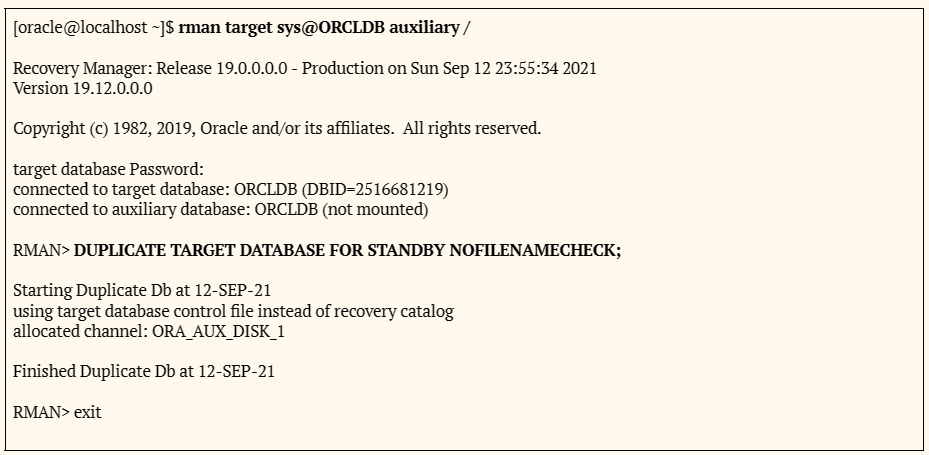 [oracle@localhost ~]$ rman target sys@ORCLDB auxiliary /
Recovery Manager: Release 19.0.0.0.0 - Production on Sun Sep 12 23:55:34 2021
Version 19.12.0.0.0
Copyright (c) 1982, 2019, Oracle and/or its affiliates.  All rights reserved.
target database Password:
connected to target database: ORCLDB (DBID=2516681219)
connected to auxiliary database: ORCLDB (not mounted)
RMAN> DUPLICATE TARGET DATABASE FOR STANDBY NOFILENAMECHECK;
Starting Duplicate Db at 12-SEP-21
using target database control file instead of recovery catalog
allocated channel: ORA_AUX_DISK_1
Finished Duplicate Db at 12-SEP-21
RMAN> exit